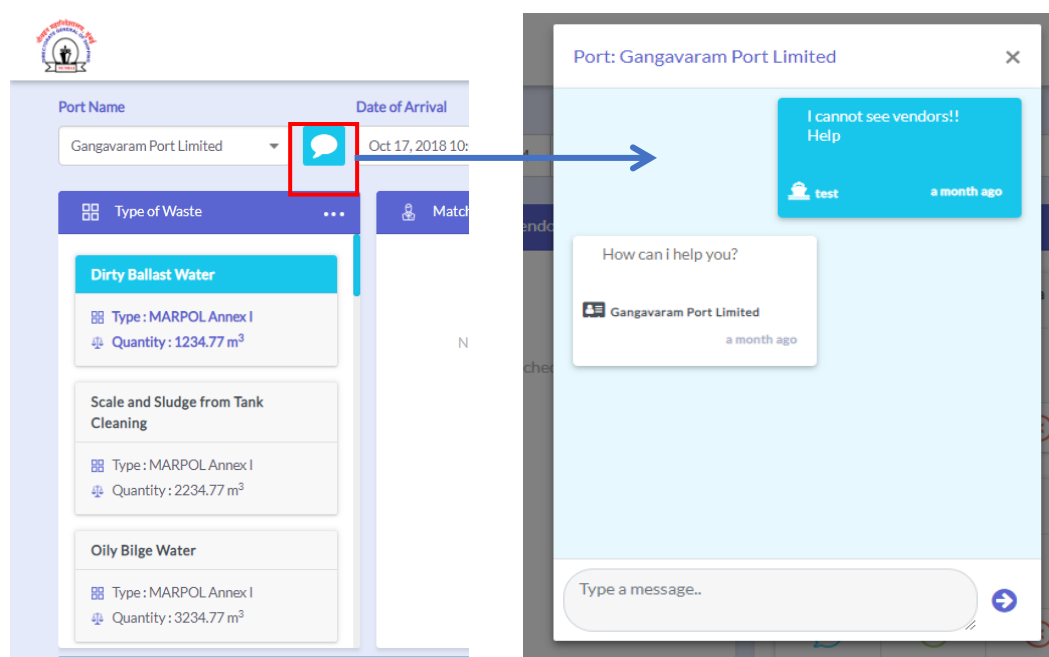 Port Name
Date of Arrival
Gangavaram Port Limited
Oct 17, 2018 10:
Type of Waste
Match
Dirty Ballast Water
Type : MARPOL Annex I
Quantity : 1234.77 m³
N
Scale and Sludge from Tank
Cleaning
Type : MARPOL Annex I
Quantity : 2234.77 m³
Oily Bilge Water
Type : MARPOL Annex I
Quantity : 3234.77 m³
Port: Gangavaram Port Limited
I cannot see vendors!!
Help
test
a month ago
How can i help you?
Gangavaram Port Limited
a month ago
Type a message..